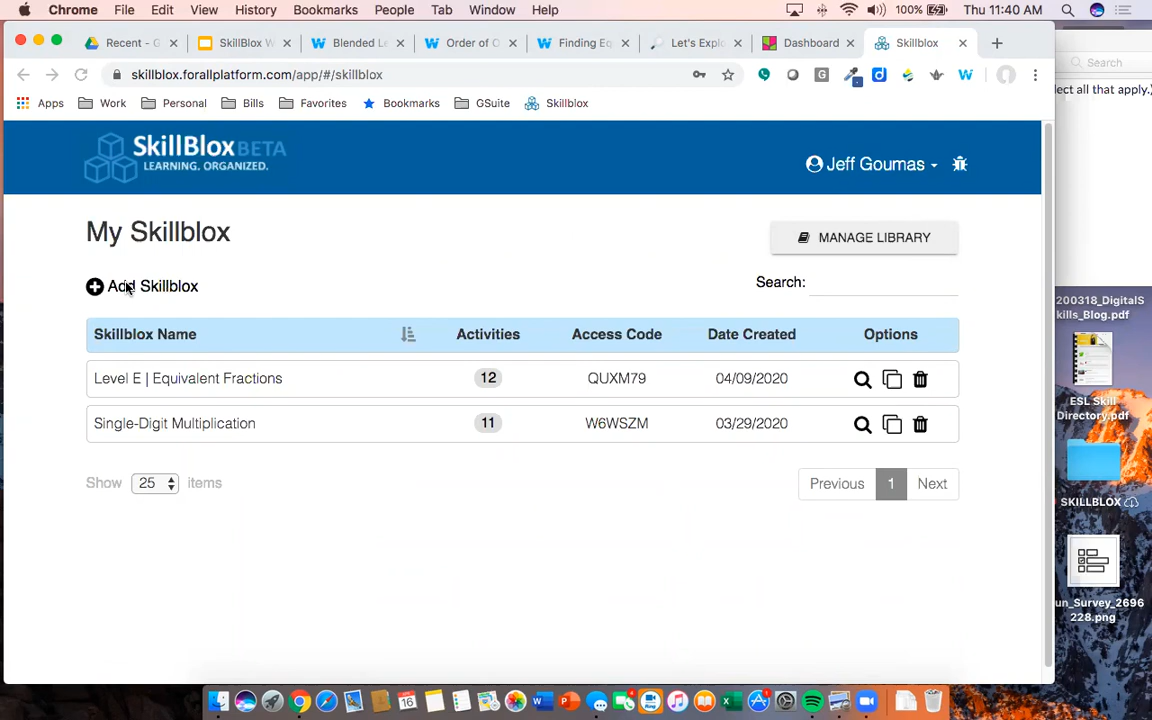 Chrome File Edit View History Bookmarks People Tab Window Help 100% Thu 11:40 AM
Recent - G SkillBlox W Blended Le Order of O Finding Eq Let's Explo Dashboard Skillblox
skillblox.forallplatform.com/app/#/skillblox
Search
Apps Work Personal Bills Favorites Bookmarks GSuite Skillblox
lect all that apply.)
SkillBlox BETA
LEARNING, ORGANIZED.
Jeff Goumas
My Skillblox
MANAGE LIBRARY
Add Skillblox
Search:
Skillblox Name Activities Access Code Date Created Options
Level E | Equivalent Fractions 12 QUXM79 04/09/2020
Single-Digit Multiplication 11 W6WSZM 03/29/2020
Show 25 items
Previous 1 Next
200318_DigitalS
kills_Blog.pdf
ESL Skill
Directory.pdf
SKILLBLOX
un_Survey_2696
228.png
16